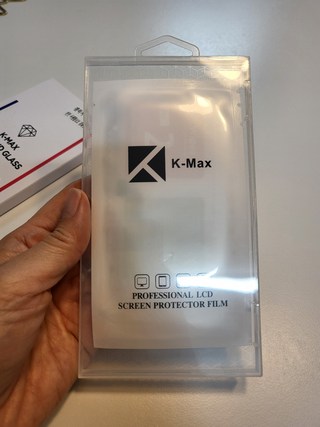 K-Max
PROFESSIONAL LCD
SCREEN PROTECTOR FILM
K-MAX
GLASS